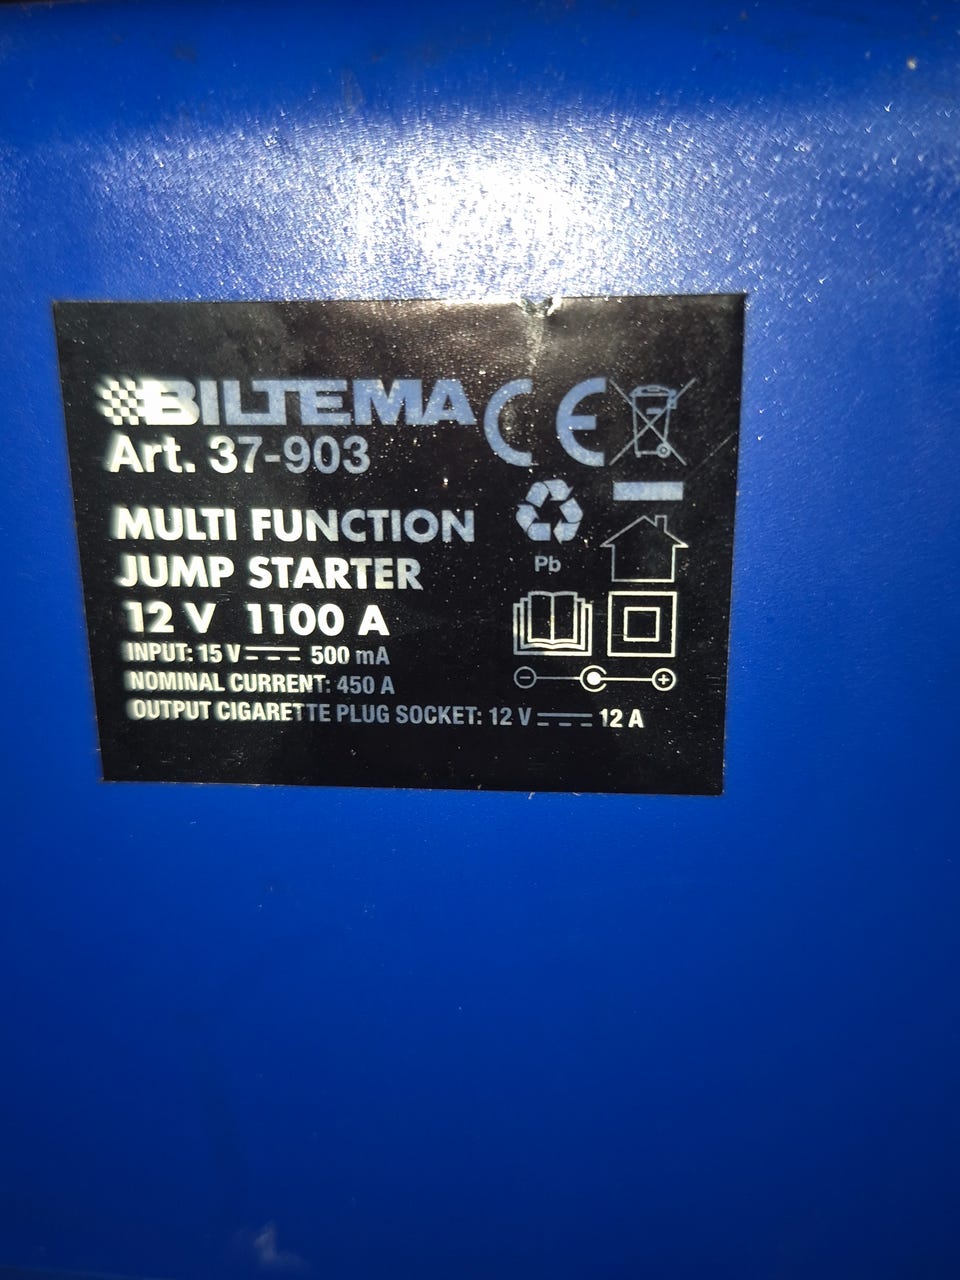 BILTEMA
Art. 37-903
MULTI FUNCTION
JUMP STARTER
12 V 1100 A
INPUT: 15 V 500 mA
NOMINAL CURRENT: 450 A
OUTPUT CIGARETTE PLUG SOCKET: 12 V 12 A
CE
Pb